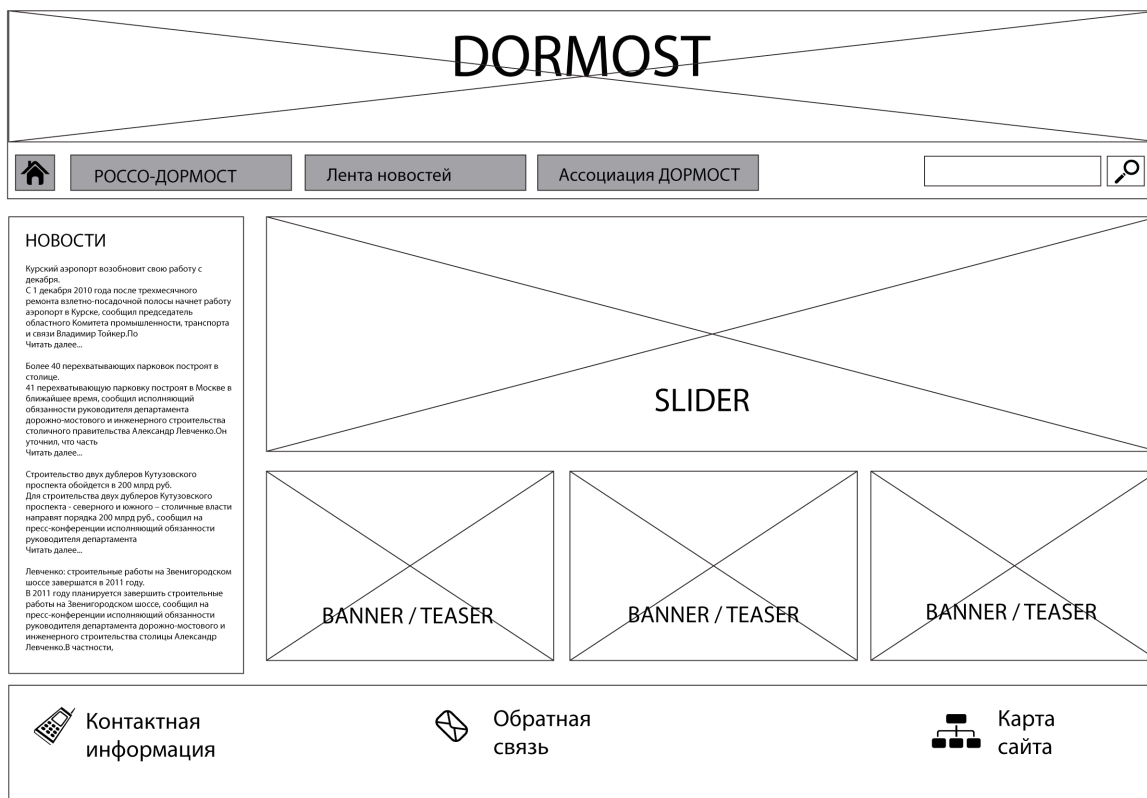 DORMOST
РОССО-ДОРМОСТ
Лента новостей
Ассоциация ДОРМОСТ
НОВОСТИ
Курский аэропорт возобновит свою работу с
декабря.
С 1 декабря 2010 года после трехмесячного
ремонта взлетно-посадочной полосы начнет работу
аэропорт в Курске, сообщил председатель
областного Комитета промышленности, транспорта
и связи Владимир Тойкер.По
Читать далее...
Более 40 перехватывающих парковок построят в
столице.
41 перехватывающую парковку построят в Москве в
ближайшее время, сообщил исполняющий
обязанности руководителя департамента
дорожно-мостового и инженерного строительства
столичного правительства Александр Левченко.Он
уточнил, что часть
Читать далее...
Строительство двух дублеров Кутузовского
проспекта обойдется в 200 млрд руб.
Для строительства двух дублеров Кутузовского
проспекта - северного и южного – столичные власти
направят порядка 200 млрд руб., сообщил на
пресс-конференции исполняющий обязанности
руководителя департамента
Читать далее...
Левченко: строительные работы на Звенигородском
шоссе завершатся в 2011 году.
В 2011 году планируется завершить строительные
работы на Звенигородском шоссе, сообщил на
пресс-конференции исполняющий обязанности
руководителя департамента дорожно-мостового и
инженерного строительства столицы Александр
Левченко.В частности,
SLIDER
BANNER / TEASER
BANNER / TEASER
BANNER / TEASER
Контактная
информация
Обратная
связь
Карта
сайта